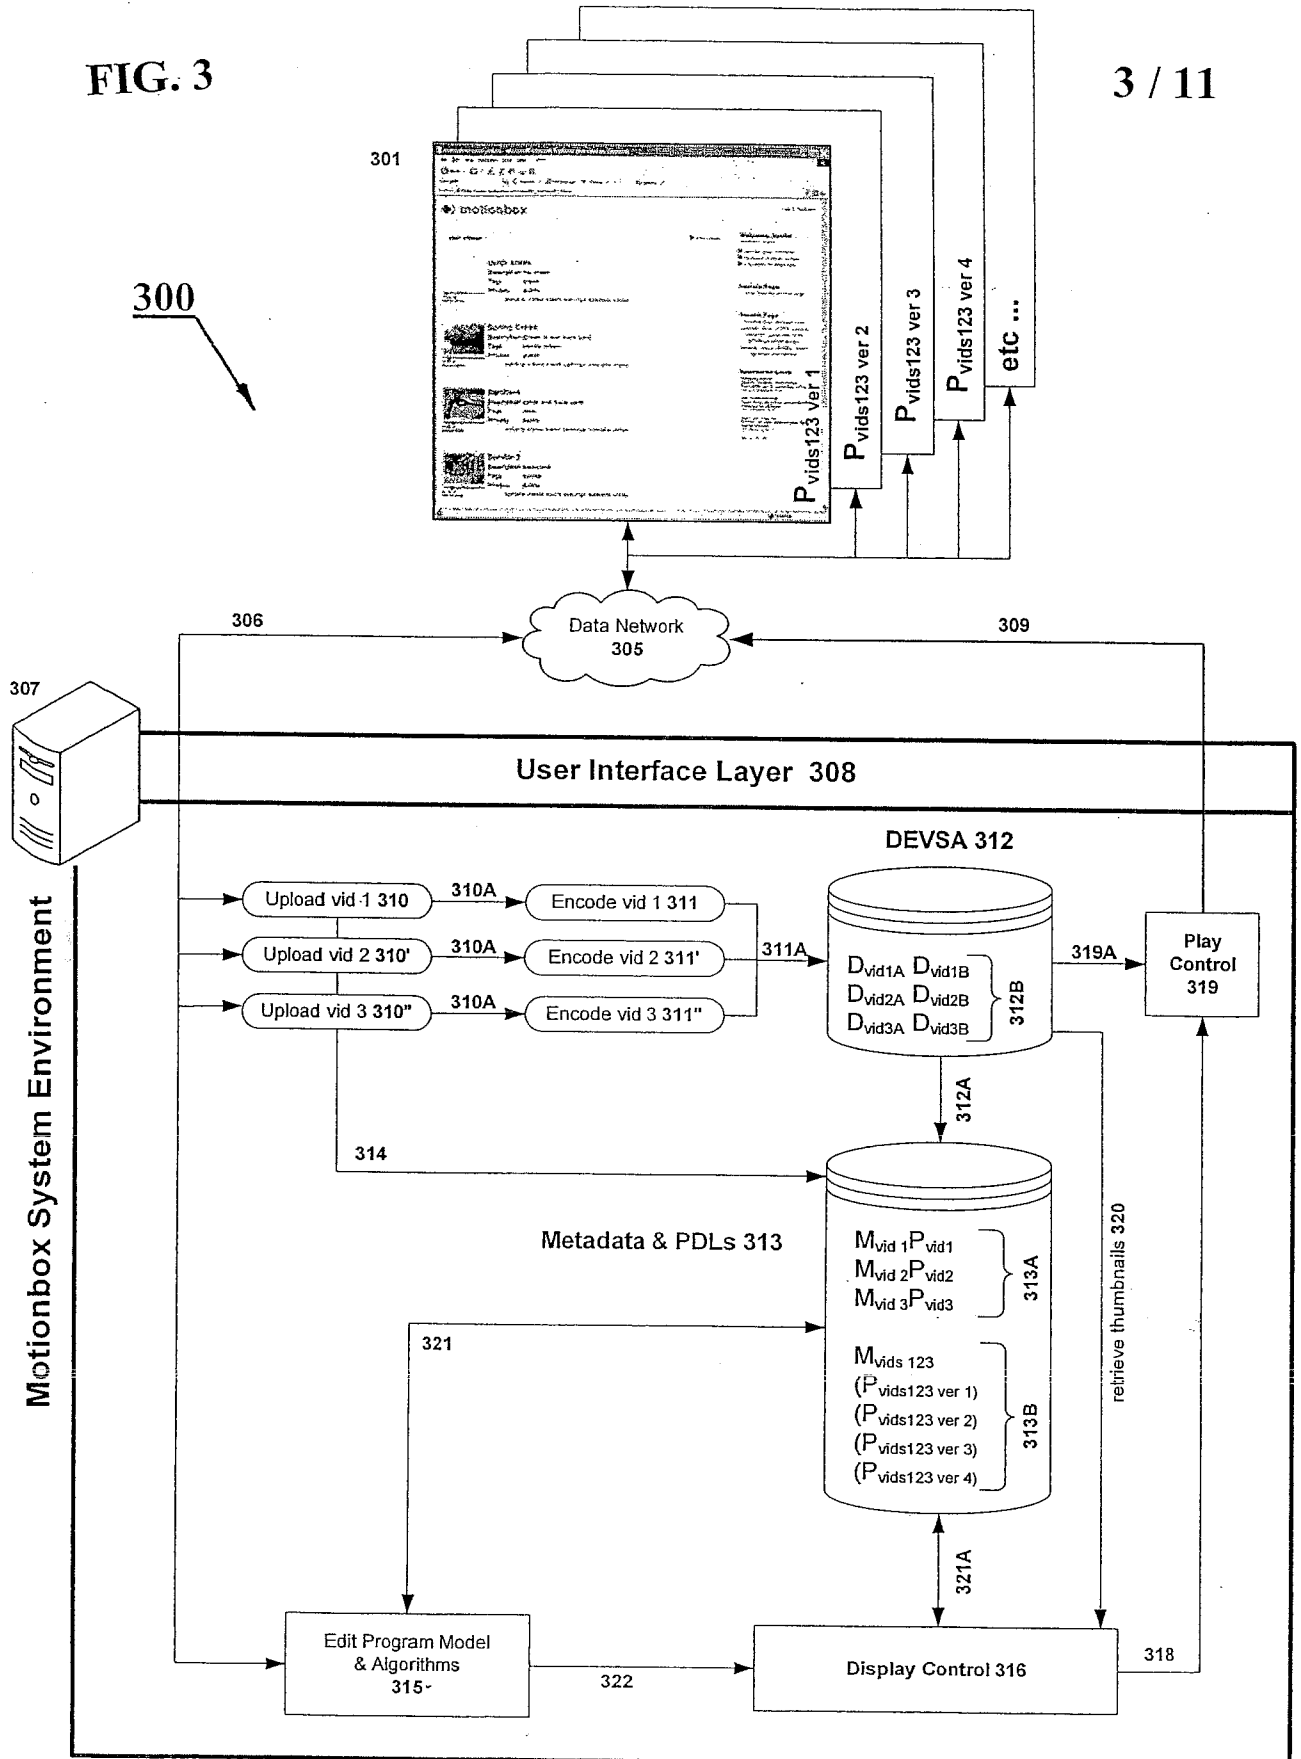 FIG. 3
3 / 11
301
motionbox
300
Pvids123 ver 1
Pvids123 ver 2
Pvids123 ver 3
Pvids123 ver 4
etc ...
306
Data Network
305
309
307
User Interface Layer 308
Motionbox System Environment
DEVSA 312
Upload vid 1 310
310A
Encode vid 1 311
Upload vid 2 310'
310A
Encode vid 2 311'
311A
Upload vid 3 310"
310A
Encode vid 3 311"
Dvid1A Dvid1B
Dvid2A Dvid2B
Dvid3A Dvid3B
312B
319A
Play
Control
319
312A
314
Metadata & PDLs 313
Mvid 1Pvid1
Mvid 2Pvid2
Mvid 3Pvid3
313A
retrieve thumbnails 320
321
Mvids 123
(Pvids123 ver 1)
(Pvids123 ver 2)
(Pvids123 ver 3)
(Pvids123 ver 4)
313B
321A
Edit Program Model
& Algorithms
315
322
Display Control 316
318